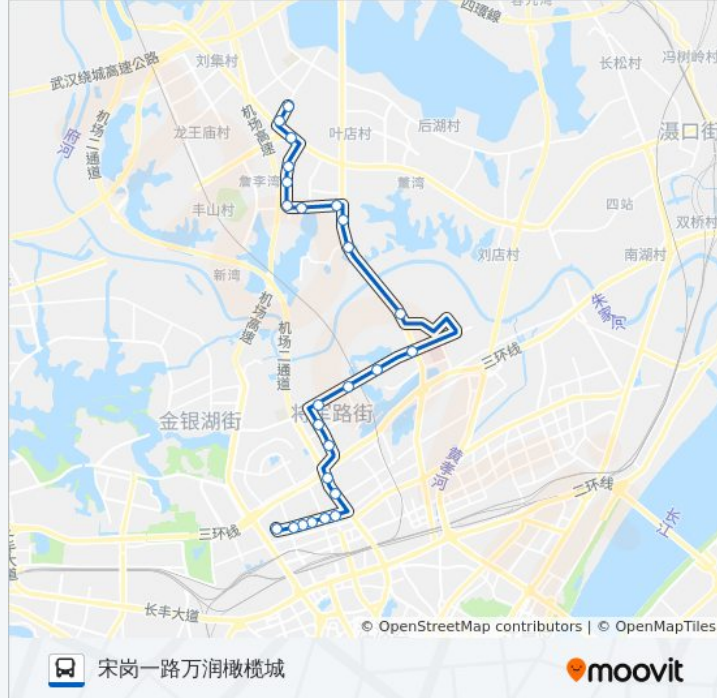 四環線
武汉绕城高速公路
刘集村
长松村
冯树岭村
机场二通道
机场高速
府河
龙王庙村
叶店村
后湖村
滠口街
詹李湾
董湾
丰山村
四站
双桥村
新湾
刘店村
南湖村
机场高速
机场二通道
朱家河
三环线
金银湖街
将军路街
黄孝河
二环线
长江
三环线
长丰大道
© OpenStreetMap contributors | © OpenMapTiles
宋岗一路万润橄榄城
moovit